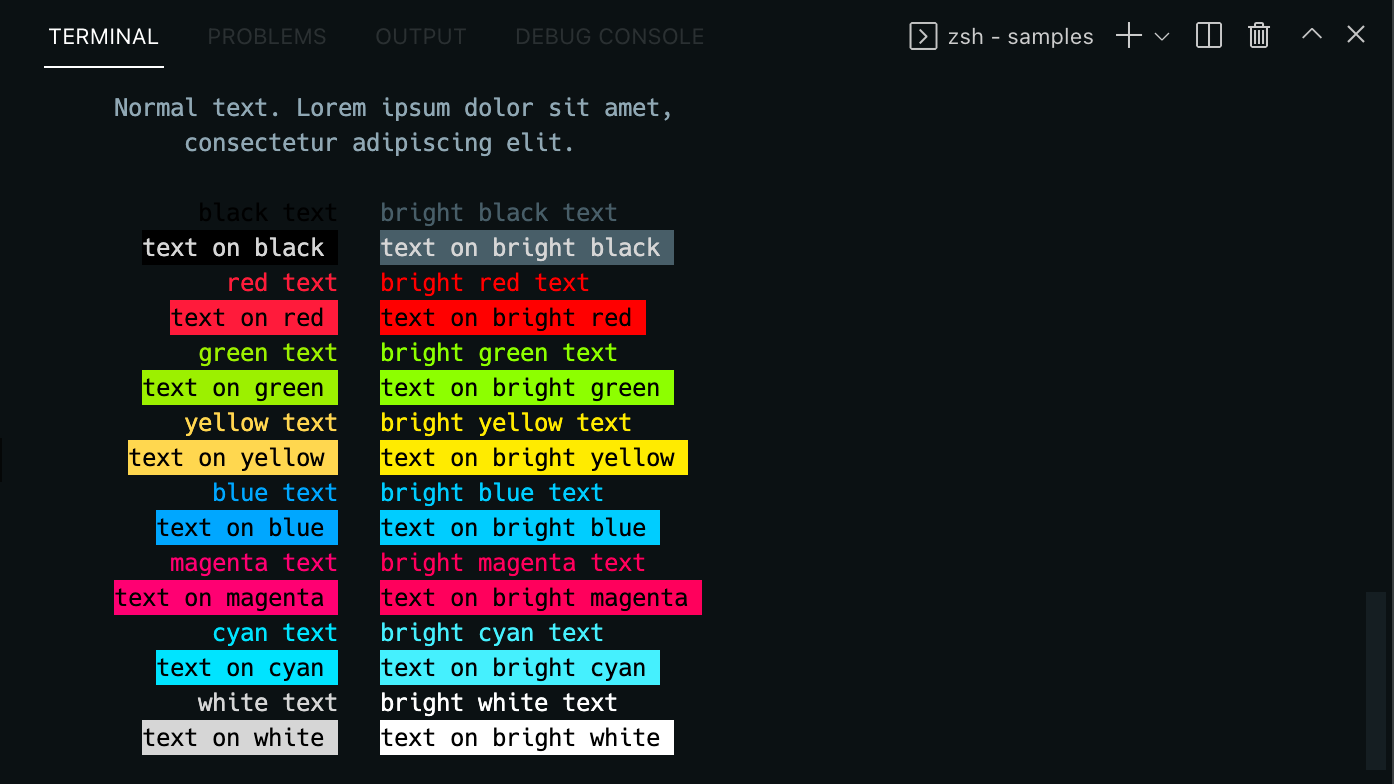 TERMINAL PROBLEMS OUTPUT DEBUG CONSOLE zsh - samples
Normal text. Lorem ipsum dolor sit amet,
consectetur adipiscing elit.
black text bright black text
text on black text on bright black
red text bright red text
text on red text on bright red
green text bright green text
text on green text on bright green
yellow text bright yellow text
text on yellow text on bright yellow
blue text bright blue text
text on blue text on bright blue
magenta text bright magenta text
text on magenta text on bright magenta
cyan text bright cyan text
text on cyan text on bright cyan
white text bright white text
text on white text on bright white